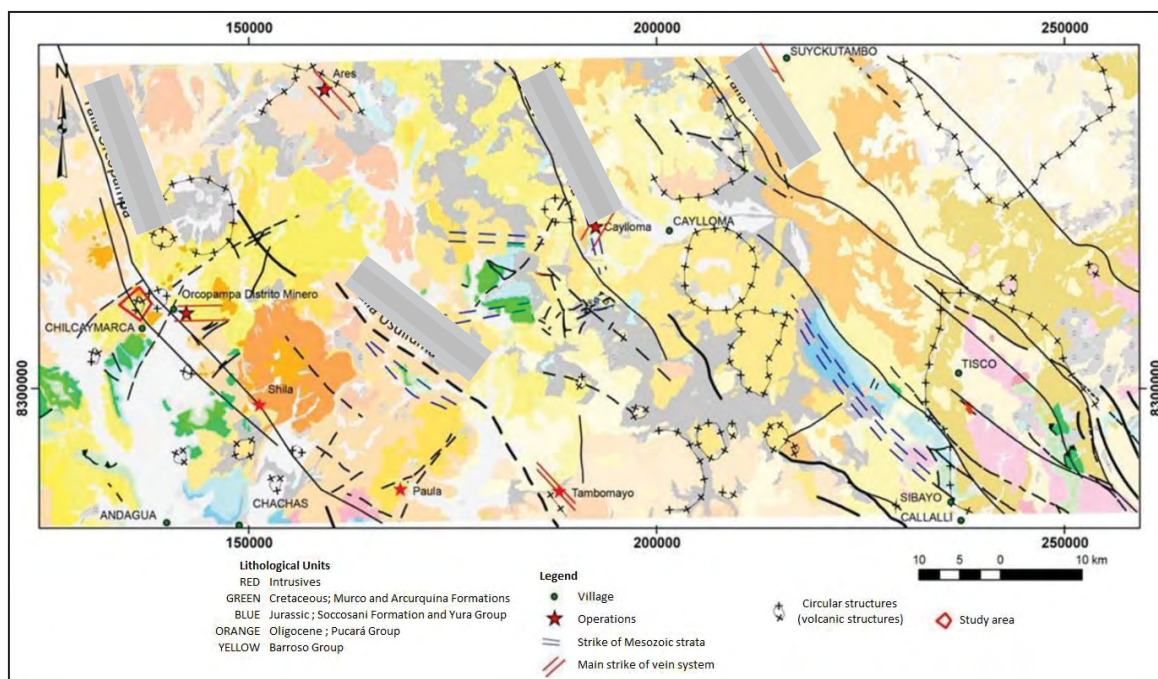 150000
200000
250000
SUYCKUTAMBO
N
Ares
Orcopampa
Caylloma
CAYLLOMA
Orcopampa Distrito Minero
CHILCAYMARCA
TISCO
8300000
8300000
Shila
Paula
Tambomayo
SIBAYO
CHACHAS
ANDAGUA
CALLALLI
150000
200000
250000
Lithological Units
RED Intrusives
GREEN Cretaceous; Murco and Arcurquina Formations
BLUE Jurassic ; Soccosani Formation and Yura Group
ORANGE Oligocene ; Pucará Group
YELLOW Barroso Group
Legend
Village
Operations
Strike of Mesozoic strata
Main strike of vein system
Circular structures
(volcanic structures)
Study area
10 5 0 10 km